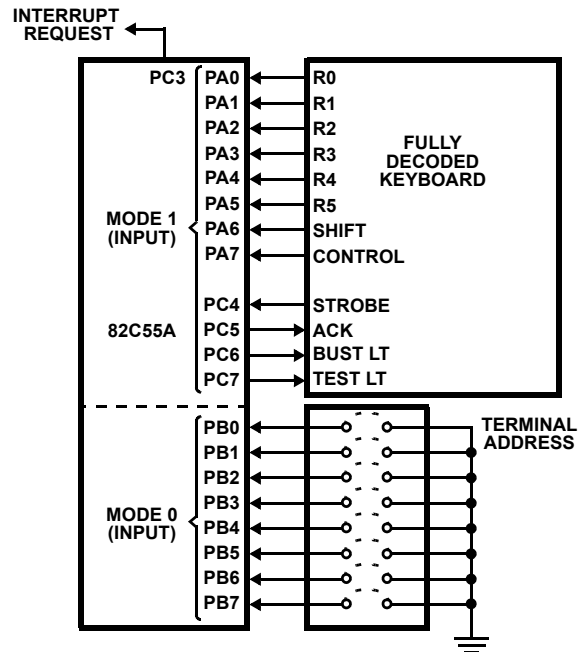 INTERRUPT
REQUEST
PC3 PA0 R0
PA1 R1
PA2 R2
PA3 R3
PA4 R4
PA5 R5
PA6 SHIFT
PA7 CONTROL
FULLY
DECODED
KEYBOARD
MODE 1
(INPUT)
PC4 STROBE
82C55A PC5 ACK
PC6 BUST LT
PC7 TEST LT
PB0
PB1
PB2
PB3
PB4
PB5
PB6
PB7
MODE 0
(INPUT)
TERMINAL
ADDRESS